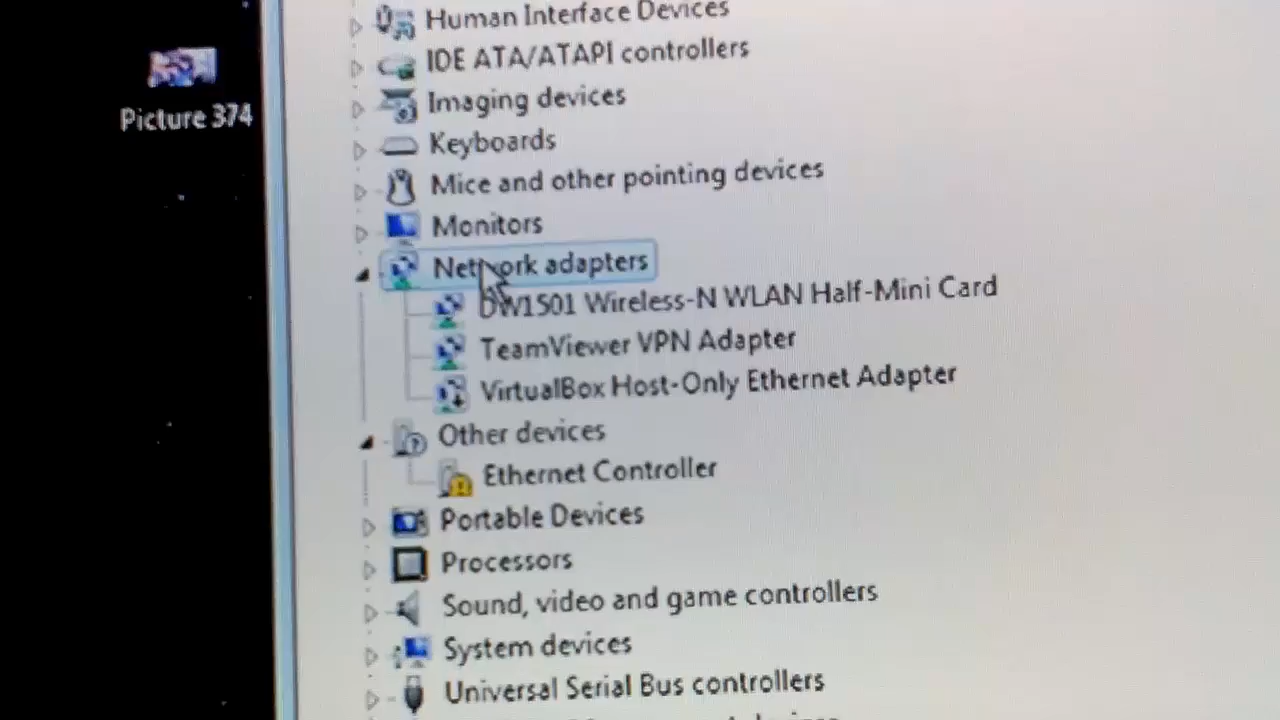 Human Interface Devices
IDE ATA/ATAPI controllers
Picture 374
Imaging devices
Keyboards
Mice and other pointing devices
Monitors
Network adapters
DW1501 Wireless-N WLAN Half-Mini Card
TeamViewer VPN Adapter
VirtualBox Host-Only Ethernet Adapter
Other devices
Ethernet Controller
Portable Devices
Processors
Sound, video and game controllers
System devices
Universal Serial Bus controllers